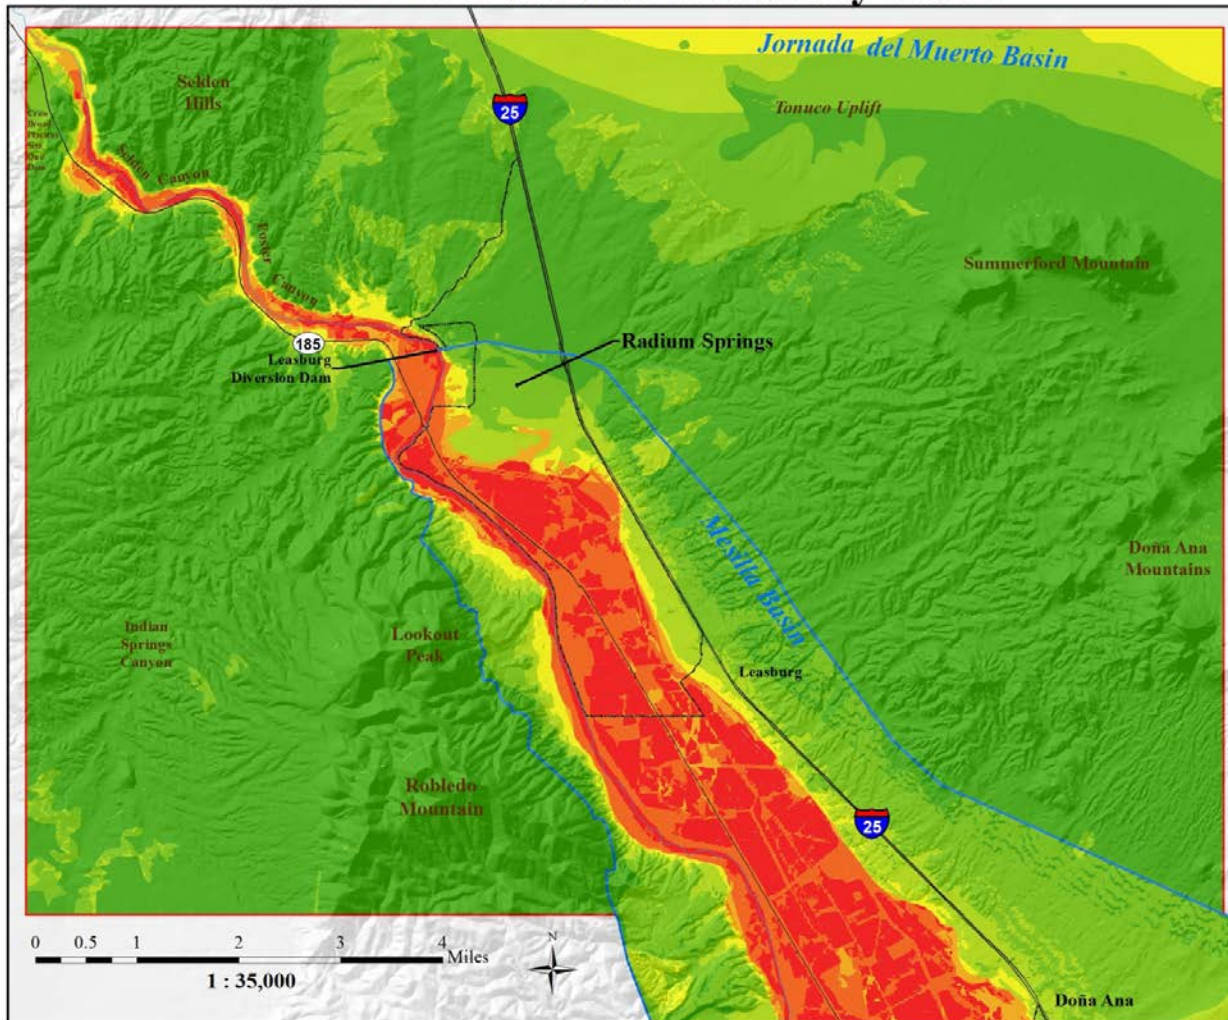 Jornada del Muerto Basin
Selden
Hills
25
Tonuco Uplift
Selden Canyon
Foster Canyon
Summerford Mountain
185
Leasburg
Diversion Dam
Radium Springs
Mesilla Basin
Doña Ana
Mountains
Indian
Springs
Canyon
Lookout
Peak
Leasburg
Robledo
Mountain
25
0 0.5 1 2 3 4
Miles
N
1 : 35,000
Doña Ana